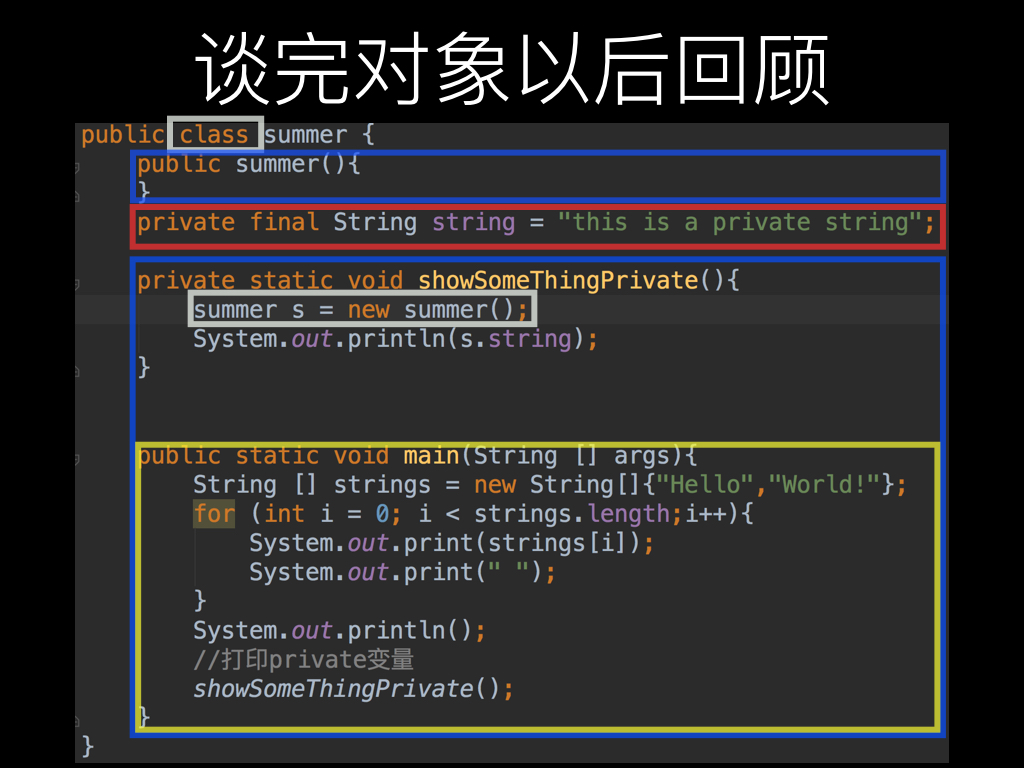 谈完对象以后回顾
public class summer {
public summer(){
}
private final String string = "this is a private string";
private static void showSomeThingPrivate(){
summer s = new summer();
System.out.println(s.string);
}
public static void main(String [] args){
String [] strings = new String[]{"Hello","World!"};
for (int i = 0; i < strings.length;i++){
System.out.print(strings[i]);
System.out.print(" ");
}
System.out.println();
//打印private变量
showSomeThingPrivate();
}
}